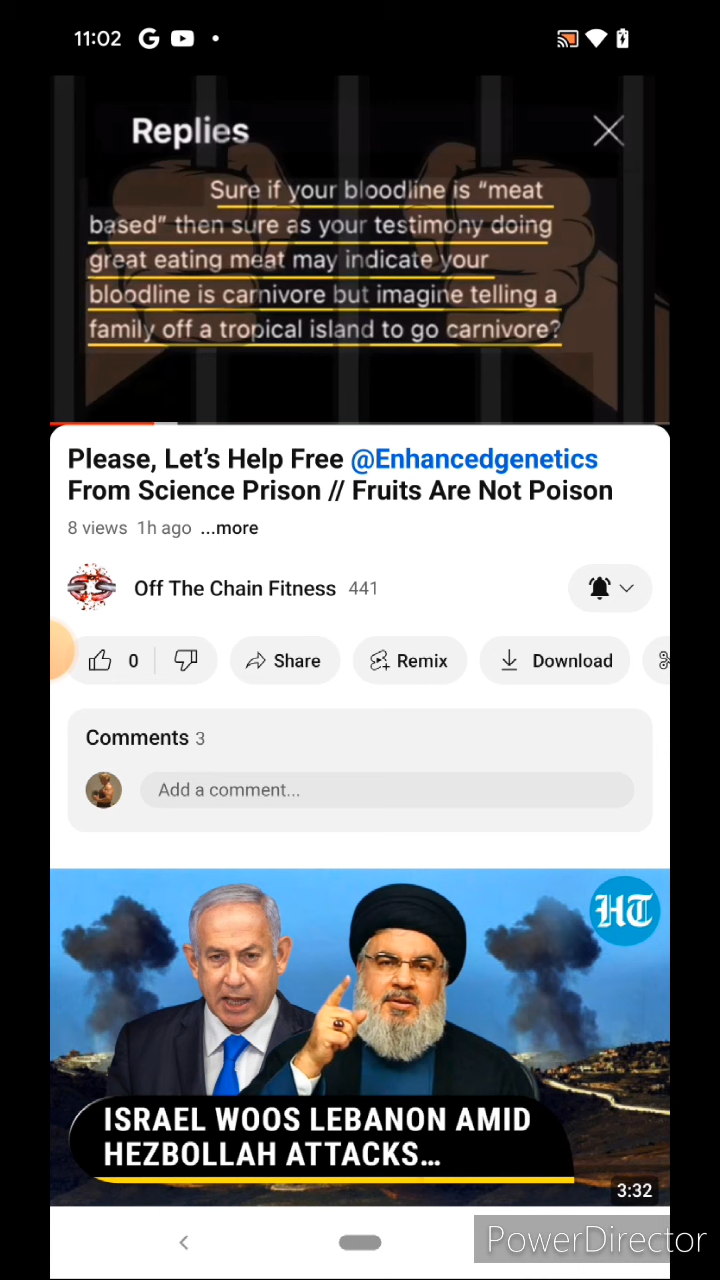 11:02
Replies
Sure if your bloodline is “meat
based” then sure as your testimony doing
great eating meat may indicate your
bloodline is carnivore but imagine telling a
family off a tropical island to go carnivore?
Please, Let’s Help Free @Enhancedgenetics
From Science Prison // Fruits Are Not Poison
8 views 1h ago ...more
Off The Chain Fitness 441
0 Share Remix Download
Comments 3
Add a comment...
HT
ISRAEL WOOS LEBANON AMID
HEZBOLLAH ATTACKS...
3:32
PowerDirector